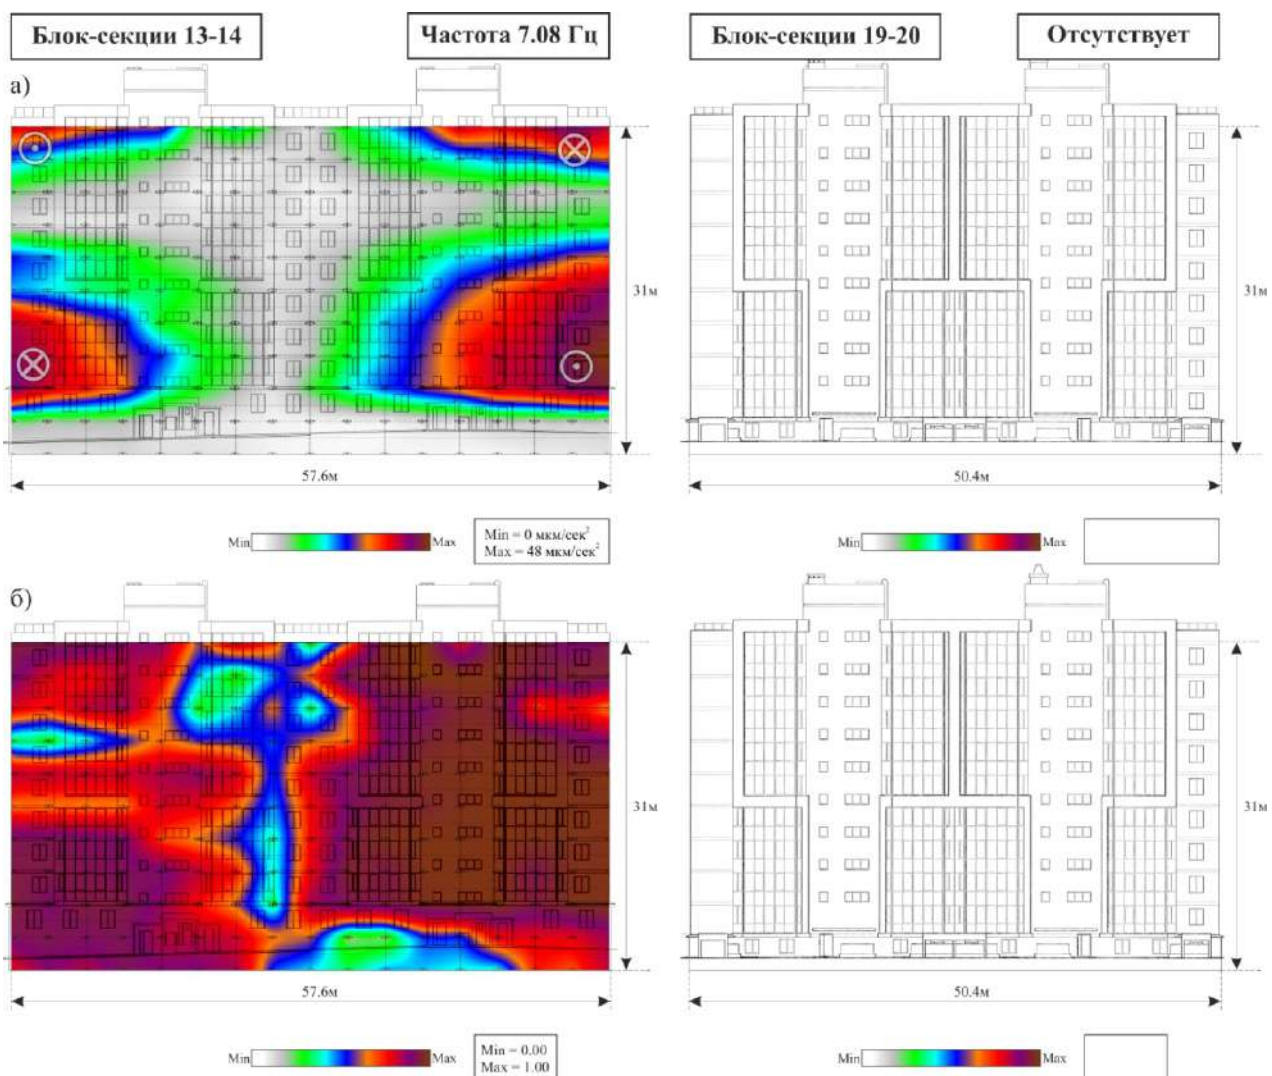 Блок-секции 13-14
Частота 7.08 Гц
Блок-секции 19-20
Отсутствует
а)
31м
31м
57.6м
50.4м
Min
Max
Min = 0 мкм/сек²
Max = 48 мкм/сек²
Min
Max
б)
31м
31м
57.6м
50.4м
Min
Max
Min = 0.00
Max = 1.00
Min
Max